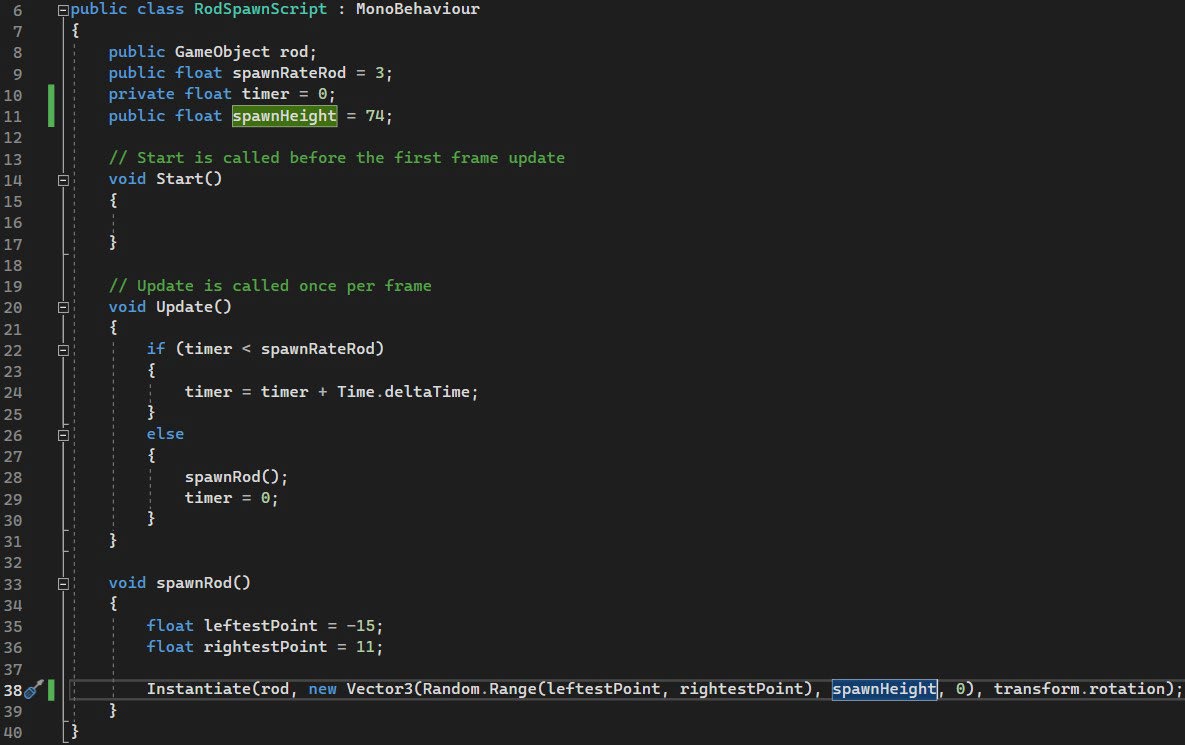 6 public class RodSpawnScript : MonoBehaviour
7 {
8 public GameObject rod;
9 public float spawnRateRod = 3;
10 private float timer = 0;
11 public float spawnHeight = 74;
12
13 // Start is called before the first frame update
14 void Start()
15 {
16
17 }
18
19 // Update is called once per frame
20 void Update()
21 {
22 if (timer < spawnRateRod)
23 {
24 timer = timer + Time.deltaTime;
25 }
26 else
27 {
28 spawnRod();
29 timer = 0;
30 }
31 }
32
33 void spawnRod()
34 {
35 float leftestPoint = -15;
36 float rightestPoint = 11;
37
38 Instantiate(rod, new Vector3(Random.Range(leftestPoint, rightestPoint), spawnHeight, 0), transform.rotation);
39 }
40 }